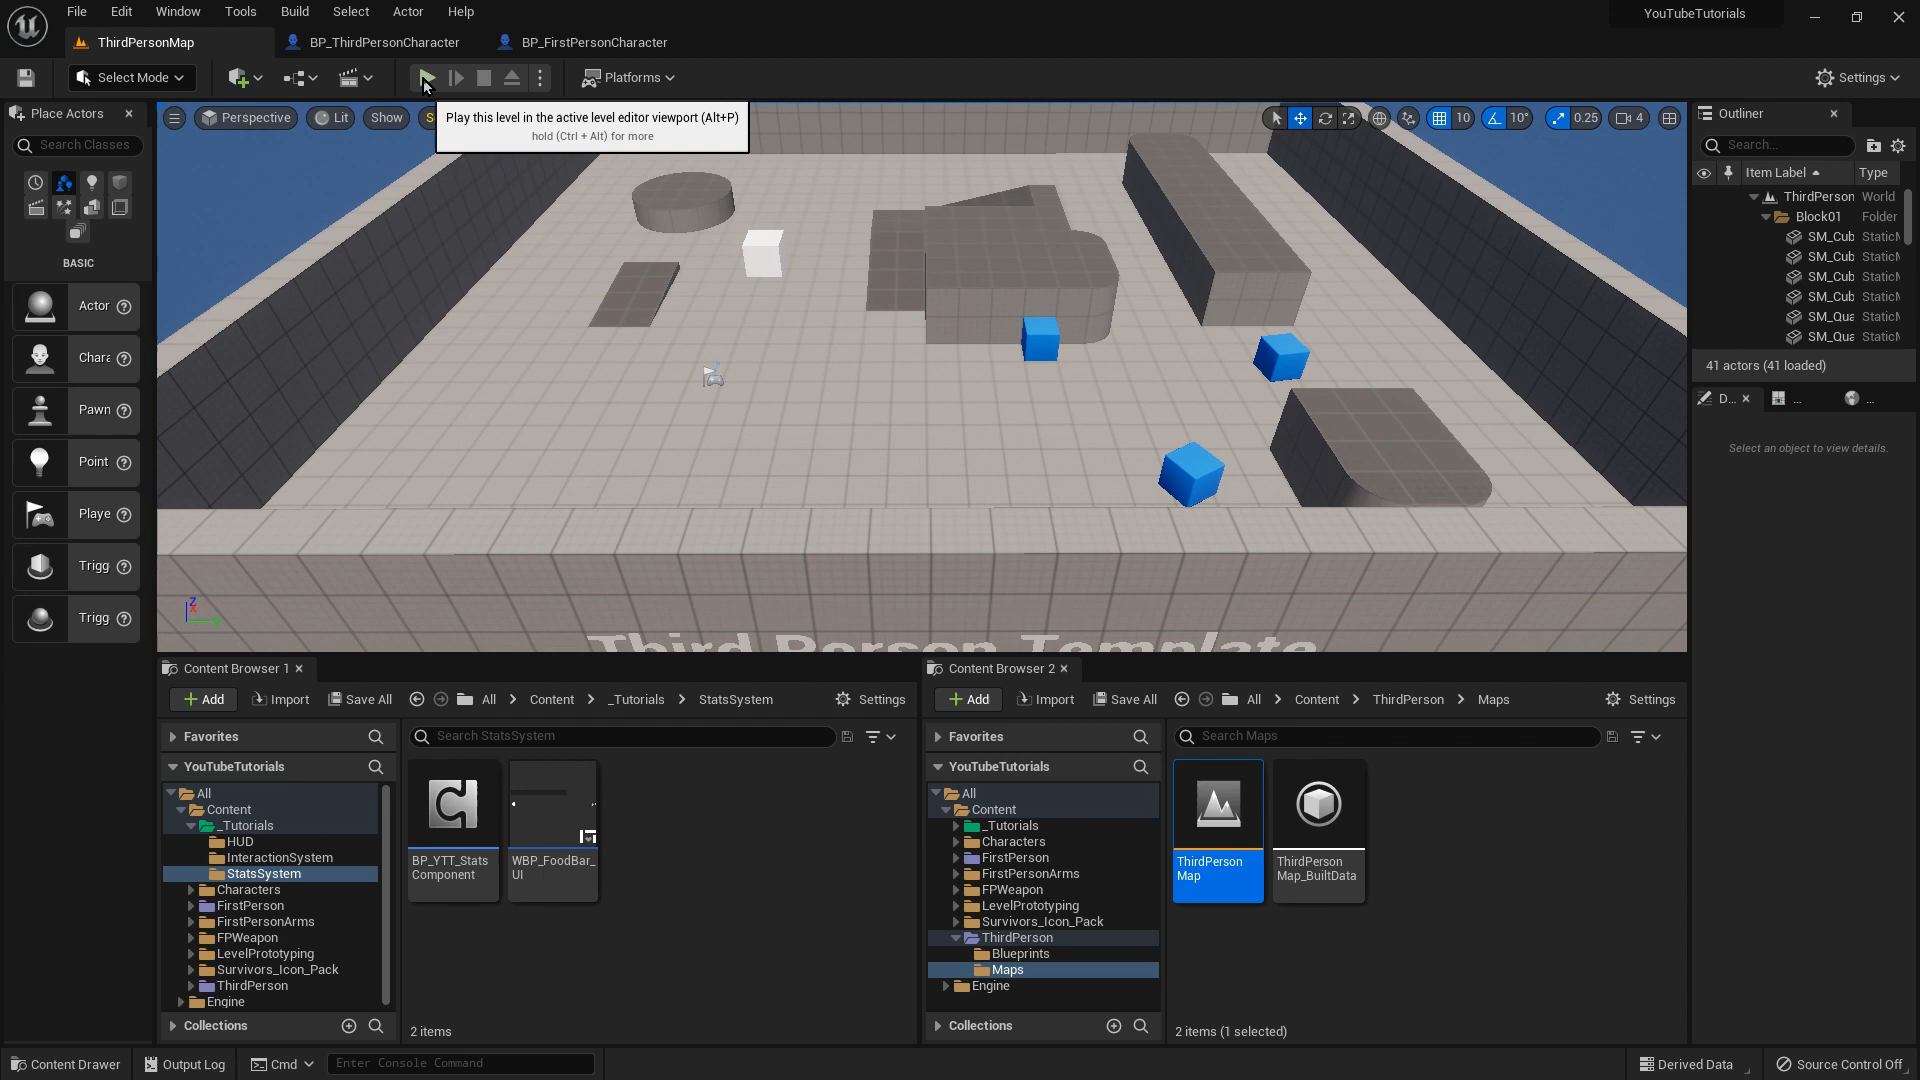 File Edit Window Tools Build Select Actor Help
YouTubeTutorials
ThirdPersonMap
BP_ThirdPersonCharacter
BP_FirstPersonCharacter
Select Mode
Platforms
Settings
Place Actors
Search Classes
BASIC
Actor
Chara
Pawn
Point
Playe
Trigg
Trigg
Perspective
Lit
Show
Play this level in the active level editor viewport (Alt+P)
hold (Ctrl + Alt) for more
10
10°
0.25
4
Third Person Template
Z
Outliner
Search...
Item Label
Type
ThirdPerson World
Block01 Folder
SM_Cub StaticM
SM_Cub StaticM
SM_Cub StaticM
SM_Cub StaticM
SM_Qua StaticM
SM_Qua StaticM
41 actors (41 loaded)
D...
...
...
Select an object to view details.
Content Browser 1
Add
Import
Save All
All > Content > _Tutorials > StatsSystem
Settings
Favorites
Search StatsSystem
YouTubeTutorials
All
Content
_Tutorials
HUD
InteractionSystem
StatsSystem
Characters
FirstPerson
FirstPersonArms
FPWeapon
LevelPrototyping
Survivors_Icon_Pack
ThirdPerson
Engine
Collections
BP_YTT_Stats
Component
WBP_FoodBar_
UI
2 items
Content Browser 2
Add
Import
Save All
All > Content > ThirdPerson > Maps
Settings
Favorites
Search Maps
YouTubeTutorials
All
Content
_Tutorials
Characters
FirstPerson
FirstPersonArms
FPWeapon
LevelPrototyping
Survivors_Icon_Pack
ThirdPerson
Blueprints
Maps
Engine
Collections
ThirdPerson
Map
ThirdPerson
Map_BuiltData
2 items (1 selected)
Content Drawer
Output Log
Cmd
Enter Console Command
Derived Data
Source Control Off